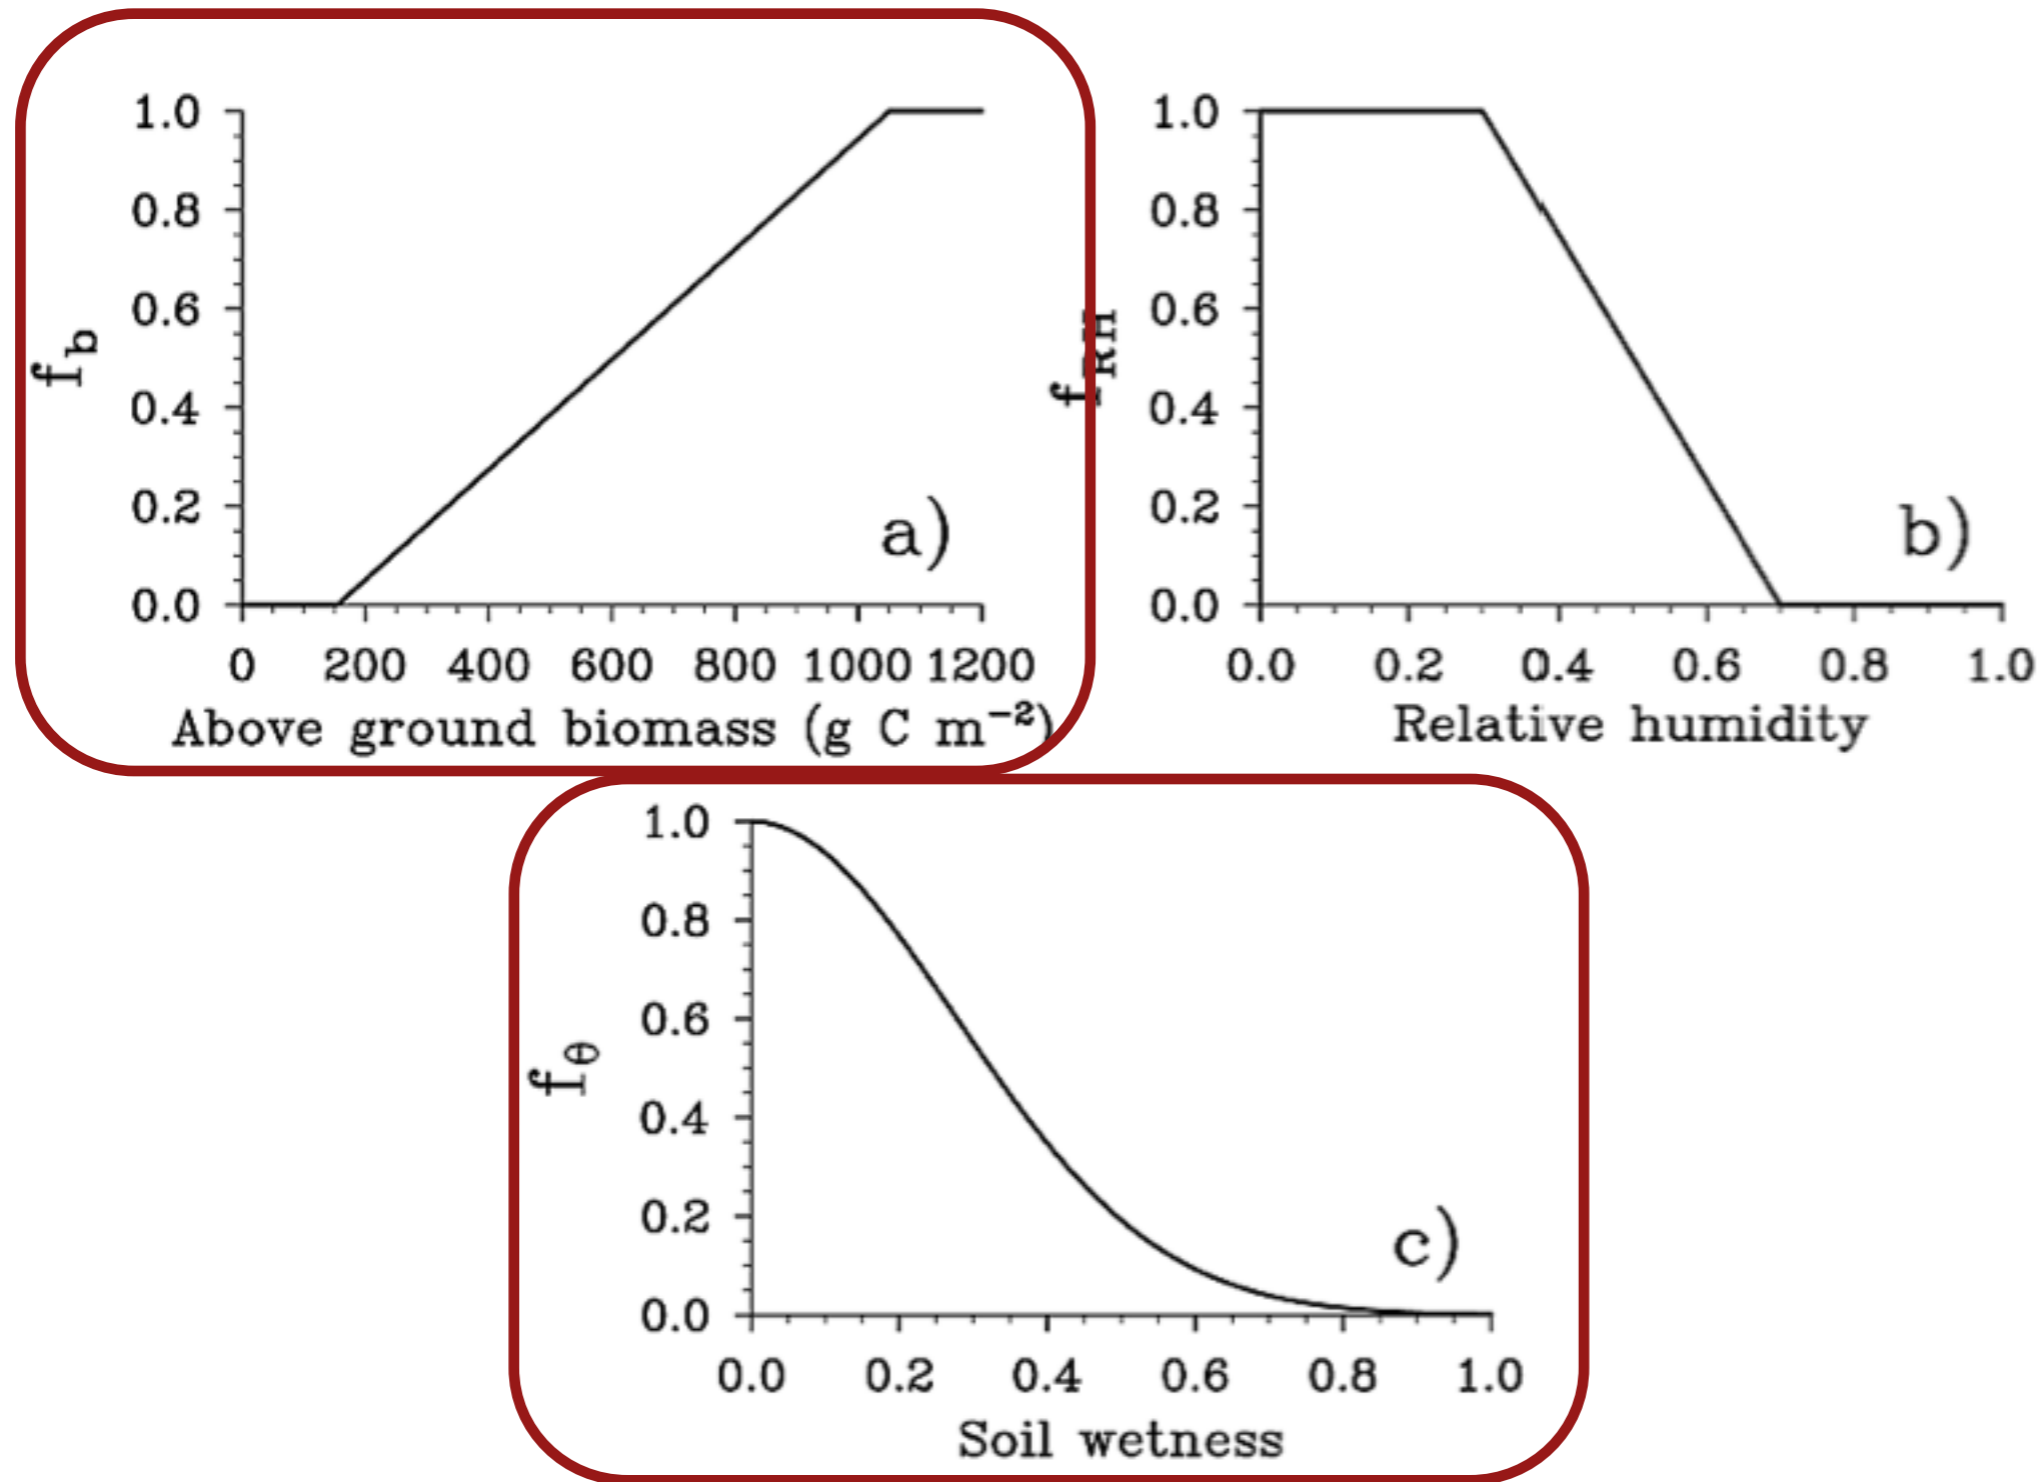 1.0
0.8
0.6
0.4
0.2
0.0
f_b
a)
0 200 400 600 800 1000 1200
Above ground biomass (g C m⁻²)
1.0
0.8
0.6
0.4
0.2
0.0
f_RH
b)
0.0 0.2 0.4 0.6 0.8 1.0
Relative humidity
1.0
0.8
0.6
0.4
0.2
0.0
f_θ
c)
0.0 0.2 0.4 0.6 0.8 1.0
Soil wetness